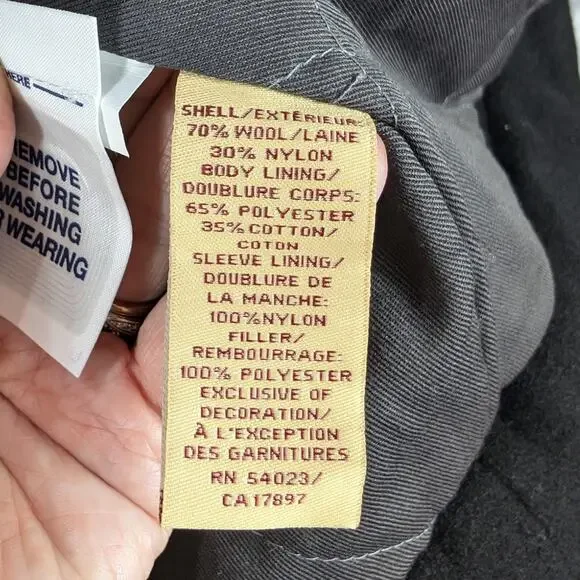 HERE
REMOVE
BEFORE
WASHING
R WEARING
SHELL/EXTÉRIEUR:
70% WOOL/LAINE
30% NYLON
BODY LINING/
DOUBLURE CORPS:
65% POLYESTER
35% COTTON/
COTON
SLEEVE LINING/
DOUBLURE DE
LA MANCHE:
100%NYLON
FILLER/
REMBOURRAGE:
100% POLYESTER
EXCLUSIVE OF
DECORATION/
À L'EXCEPTION
DES GARNITURES
RN 54023/
CA17897